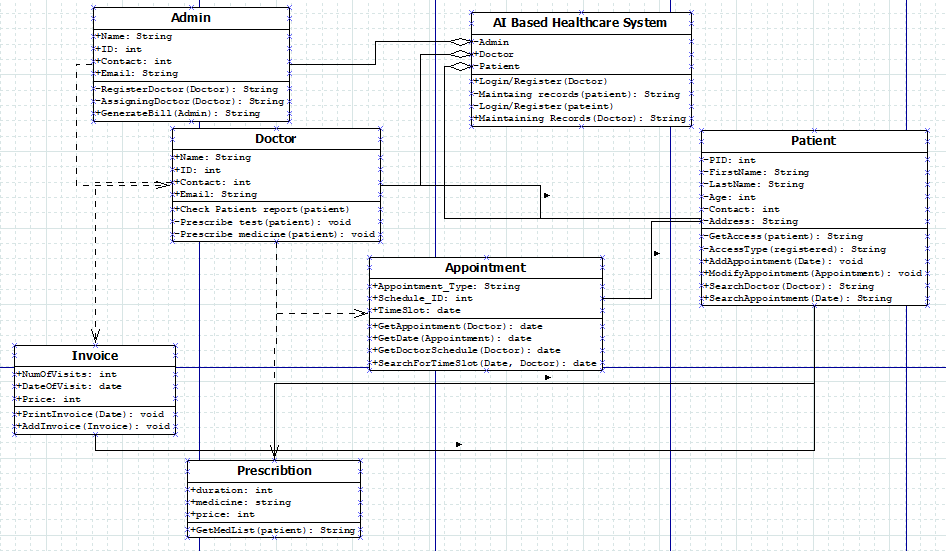 Admin
+Name: String
+ID: int
+Contact: int
+Email: String
-RegisterDoctor(Doctor): String
-AssigningDoctor(Doctor): String
+GenerateBill(Admin): String
AI Based Healthcare System
-Admin
+Doctor
-Patient
+Login/Register(Doctor)
-Maintaing records(patient): String
-Login/Register(pateint)
+Maintaining Records(Doctor): String
Doctor
+Name: String
+ID: int
+Contact: int
+Email: String
+Check Patient report(patient)
-Prescribe test(patient): void
-Prescribe medicine(patient): void
Patient
-PID: int
-FirstName: String
-LastName: String
-Age: int
-Contact: int
-Address: String
-GetAccess(patient): String
-AccessType(registered): String
+AddAppointment(Date): void
+ModifyAppointment(Appointment): void
+SearchDoctor(Doctor): String
+SearchAppointment(Date): String
Appointment
+Appointment_Type: String
+Schedule_ID: int
+TimeSlot: date
+GetAppointment(Doctor): date
+GetDate(Appointment): date
+GetDoctorSchedule(Doctor): date
+SearchForTimeSlot(Date, Doctor): date
Invoice
+NumOfVisits: int
+DateOfVisit: date
+Price: int
+PrintInvoice(Date): void
+AddInvoice(Invoice): void
Prescribtion
+duration: int
+medicine: string
+price: int
+GetMedList(patient): String